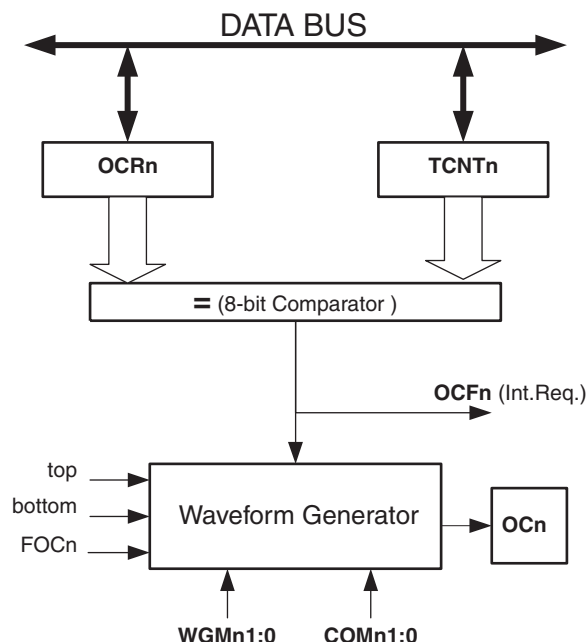 DATA BUS
OCRn
TCNTn
= (8-bit Comparator )
OCFn (Int.Req.)
top
bottom
FOCn
Waveform Generator
OCn
WGMn1:0
COMn1:0